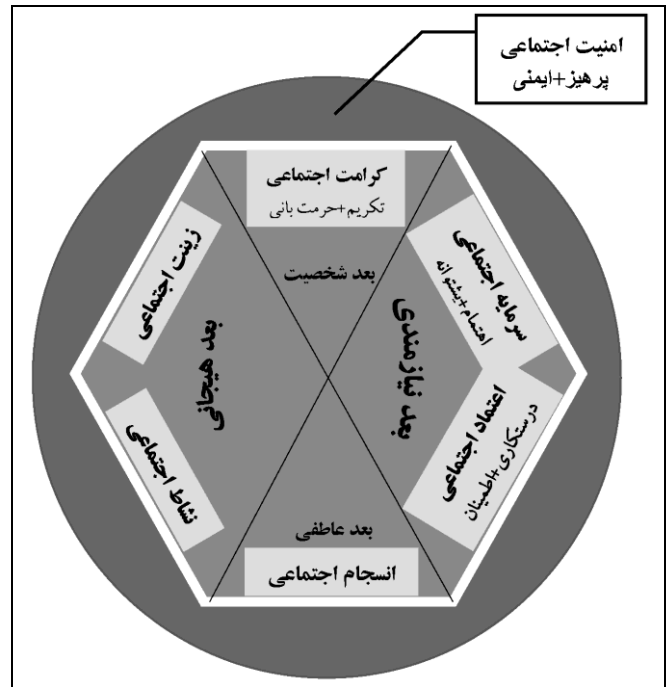 امنیت اجتماعی
پرهیز+ایمنی
کرامت اجتماعی
تکریم+حرمت بانی
بعد شخصیت
سرمایه اجتماعی
اهتمام+پشتوانه
بعد نیازمندی
اعتماد اجتماعی
درستکاری+اطمینان
بعد عاطفی
انسجام اجتماعی
زینت اجتماعی
بعد هیجانی
نشاط اجتماعی